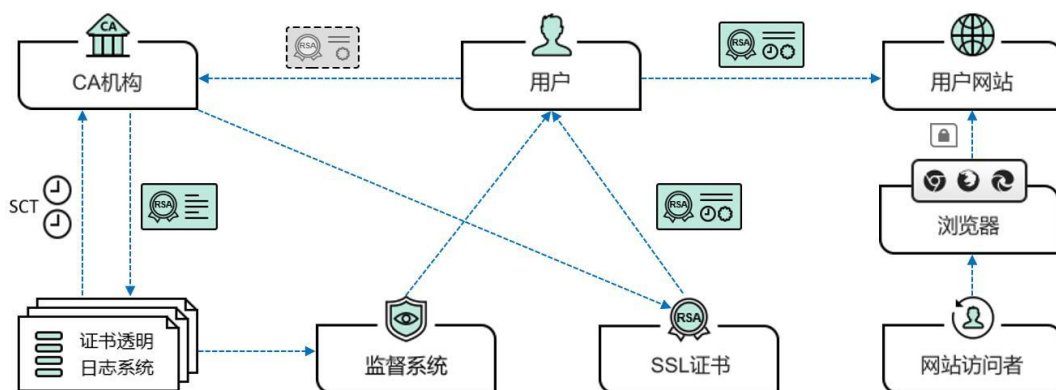 CA
RSA
RSA
CA机构
用户
用户网站
SCT
RSA
RSA
浏览器
证书透明
日志系统
RSA
监督系统
SSL证书
网站访问者